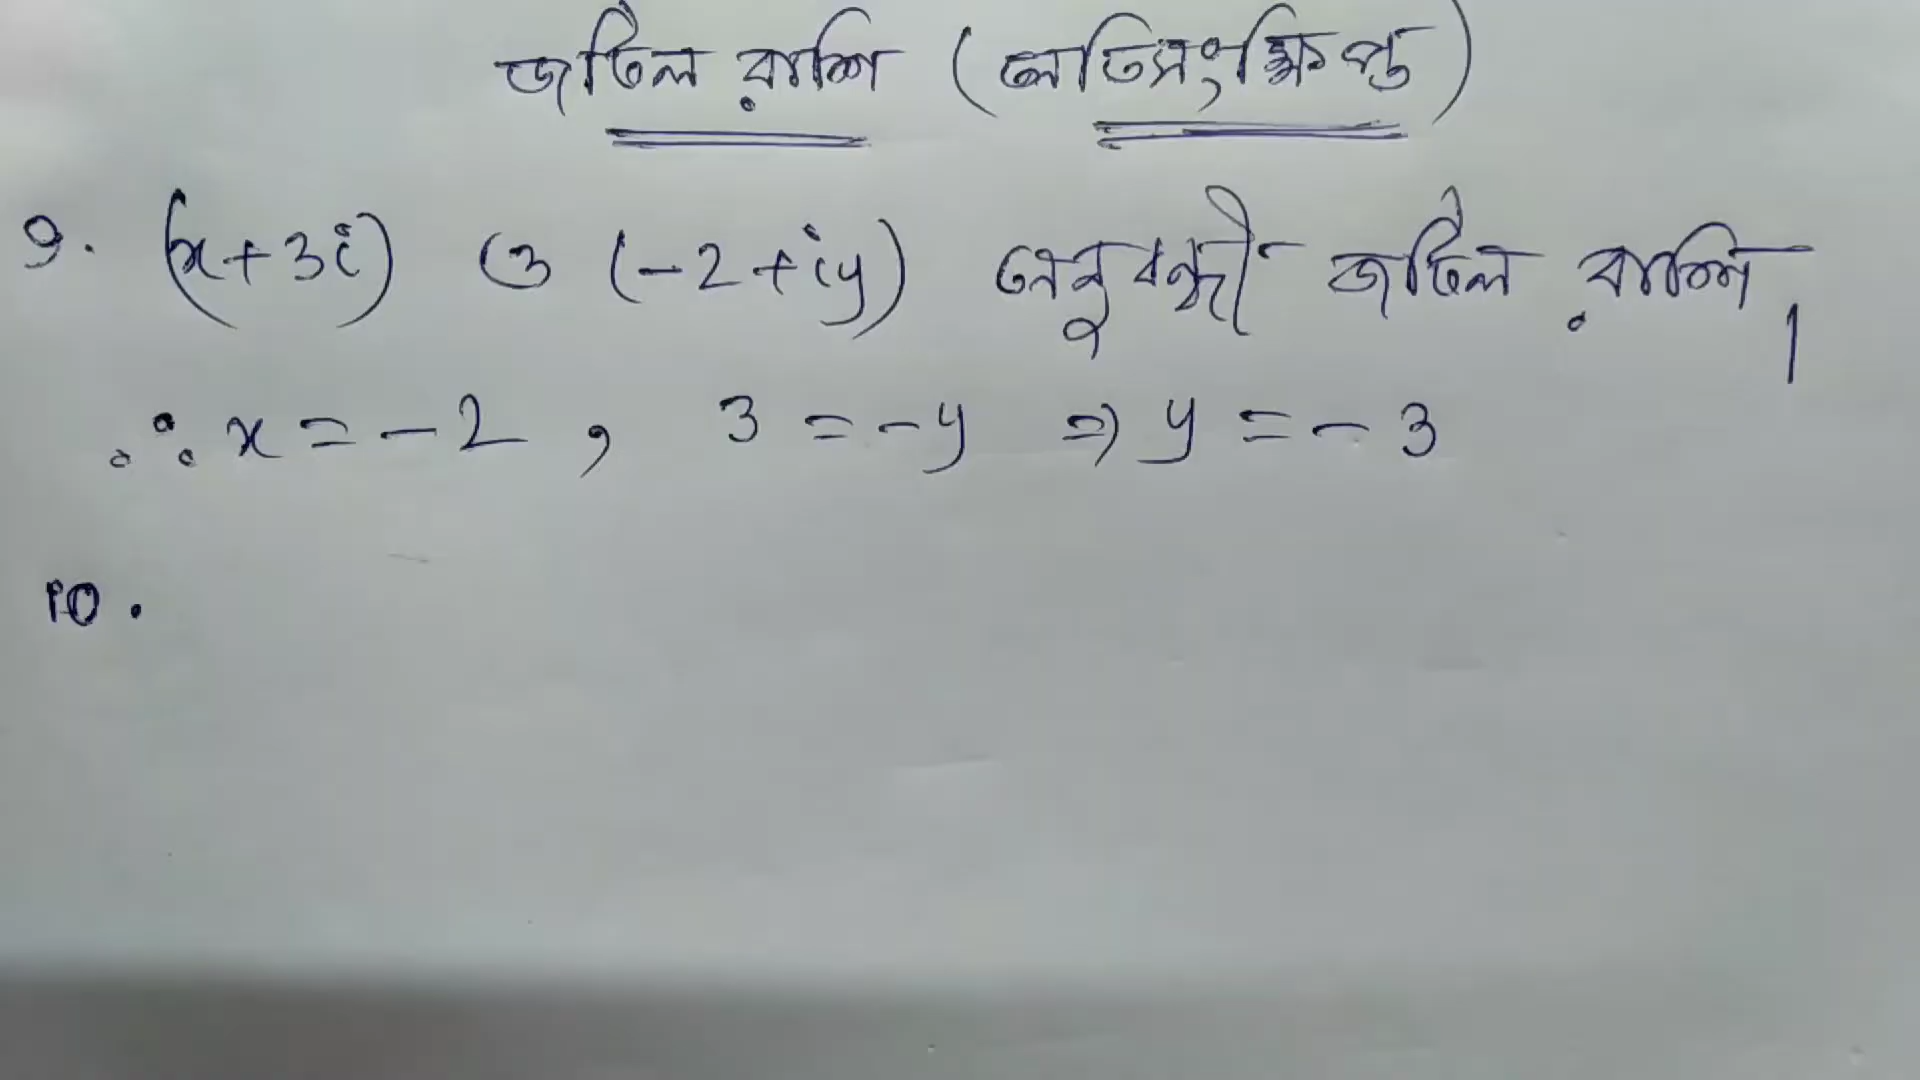 জটিল রাশি (অতিসংক্ষিপ্ত)
9. (x+3i) ও (-2+iy) অনুবন্ধী জটিল রাশি।
∴ x = -2 , 3 = -y ⇒ y = -3
10.